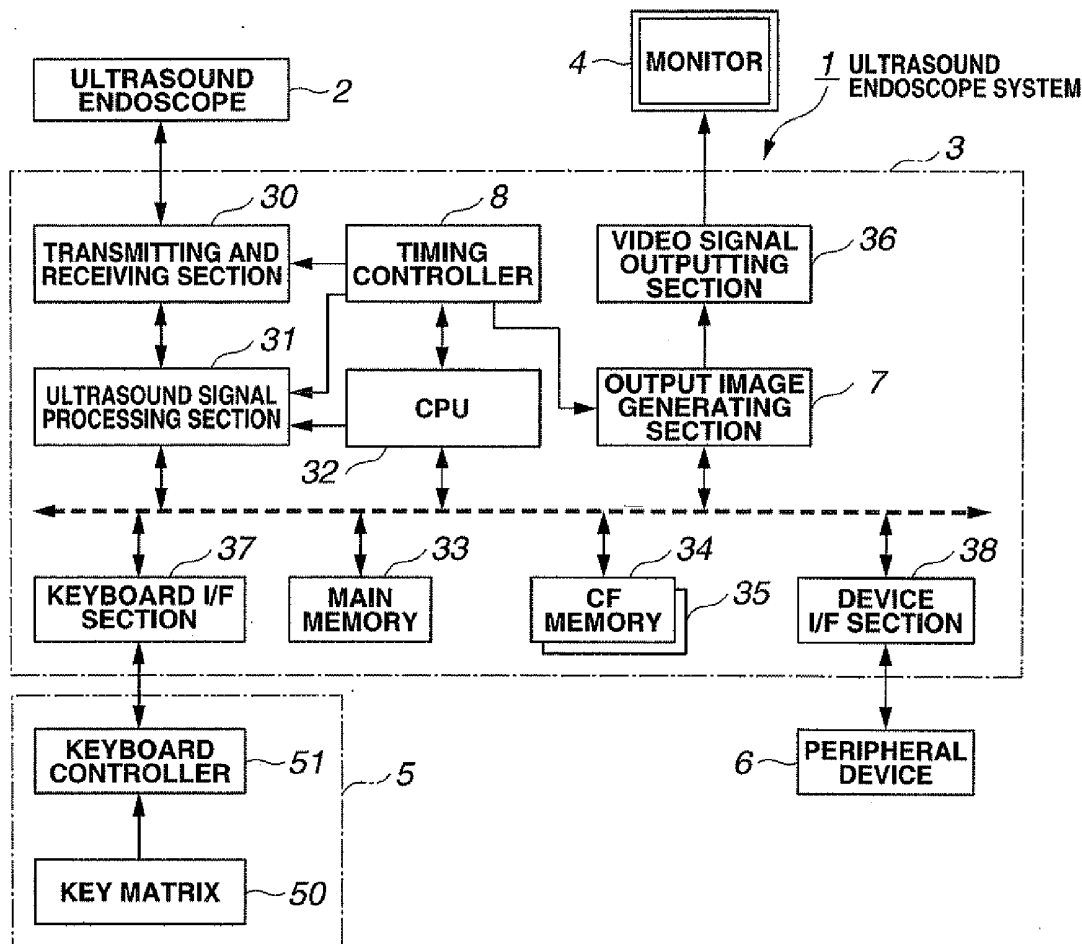 ULTRASOUND
ENDOSCOPE
2
4
MONITOR
1
ULTRASOUND
ENDOSCOPE SYSTEM
3
30
TRANSMITTING AND
RECEIVING SECTION
8
TIMING
CONTROLLER
VIDEO SIGNAL
OUTPUTTING
SECTION
36
31
ULTRASOUND SIGNAL
PROCESSING SECTION
CPU
32
OUTPUT IMAGE
GENERATING
SECTION
7
37
KEYBOARD I/F
SECTION
33
MAIN
MEMORY
34
CF
MEMORY
35
38
DEVICE
I/F SECTION
KEYBOARD
CONTROLLER
51
5
6
PERIPHERAL
DEVICE
KEY MATRIX
50